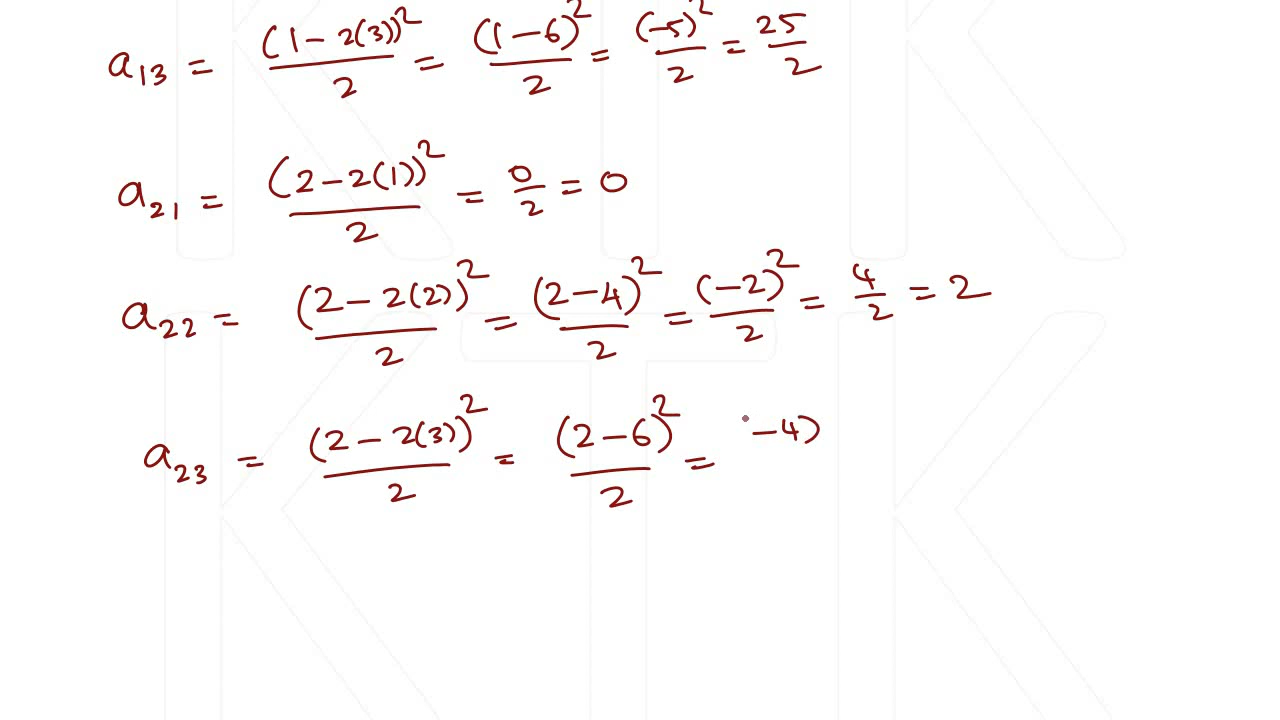 a₁₃ = (1 - 2(3))²/2 = (1 - 6)²/2 = (-5)²/2 = 25/2
a₂₁ = (2 - 2(1))²/2 = 0/2 = 0
a₂₂ = (2 - 2(2))²/2 = (2 - 4)²/2 = (-2)²/2 = 4/2 = 2
a₂₃ = (2 - 2(3))²/2 = (2 - 6)²/2 = -4)
KTK
KTK